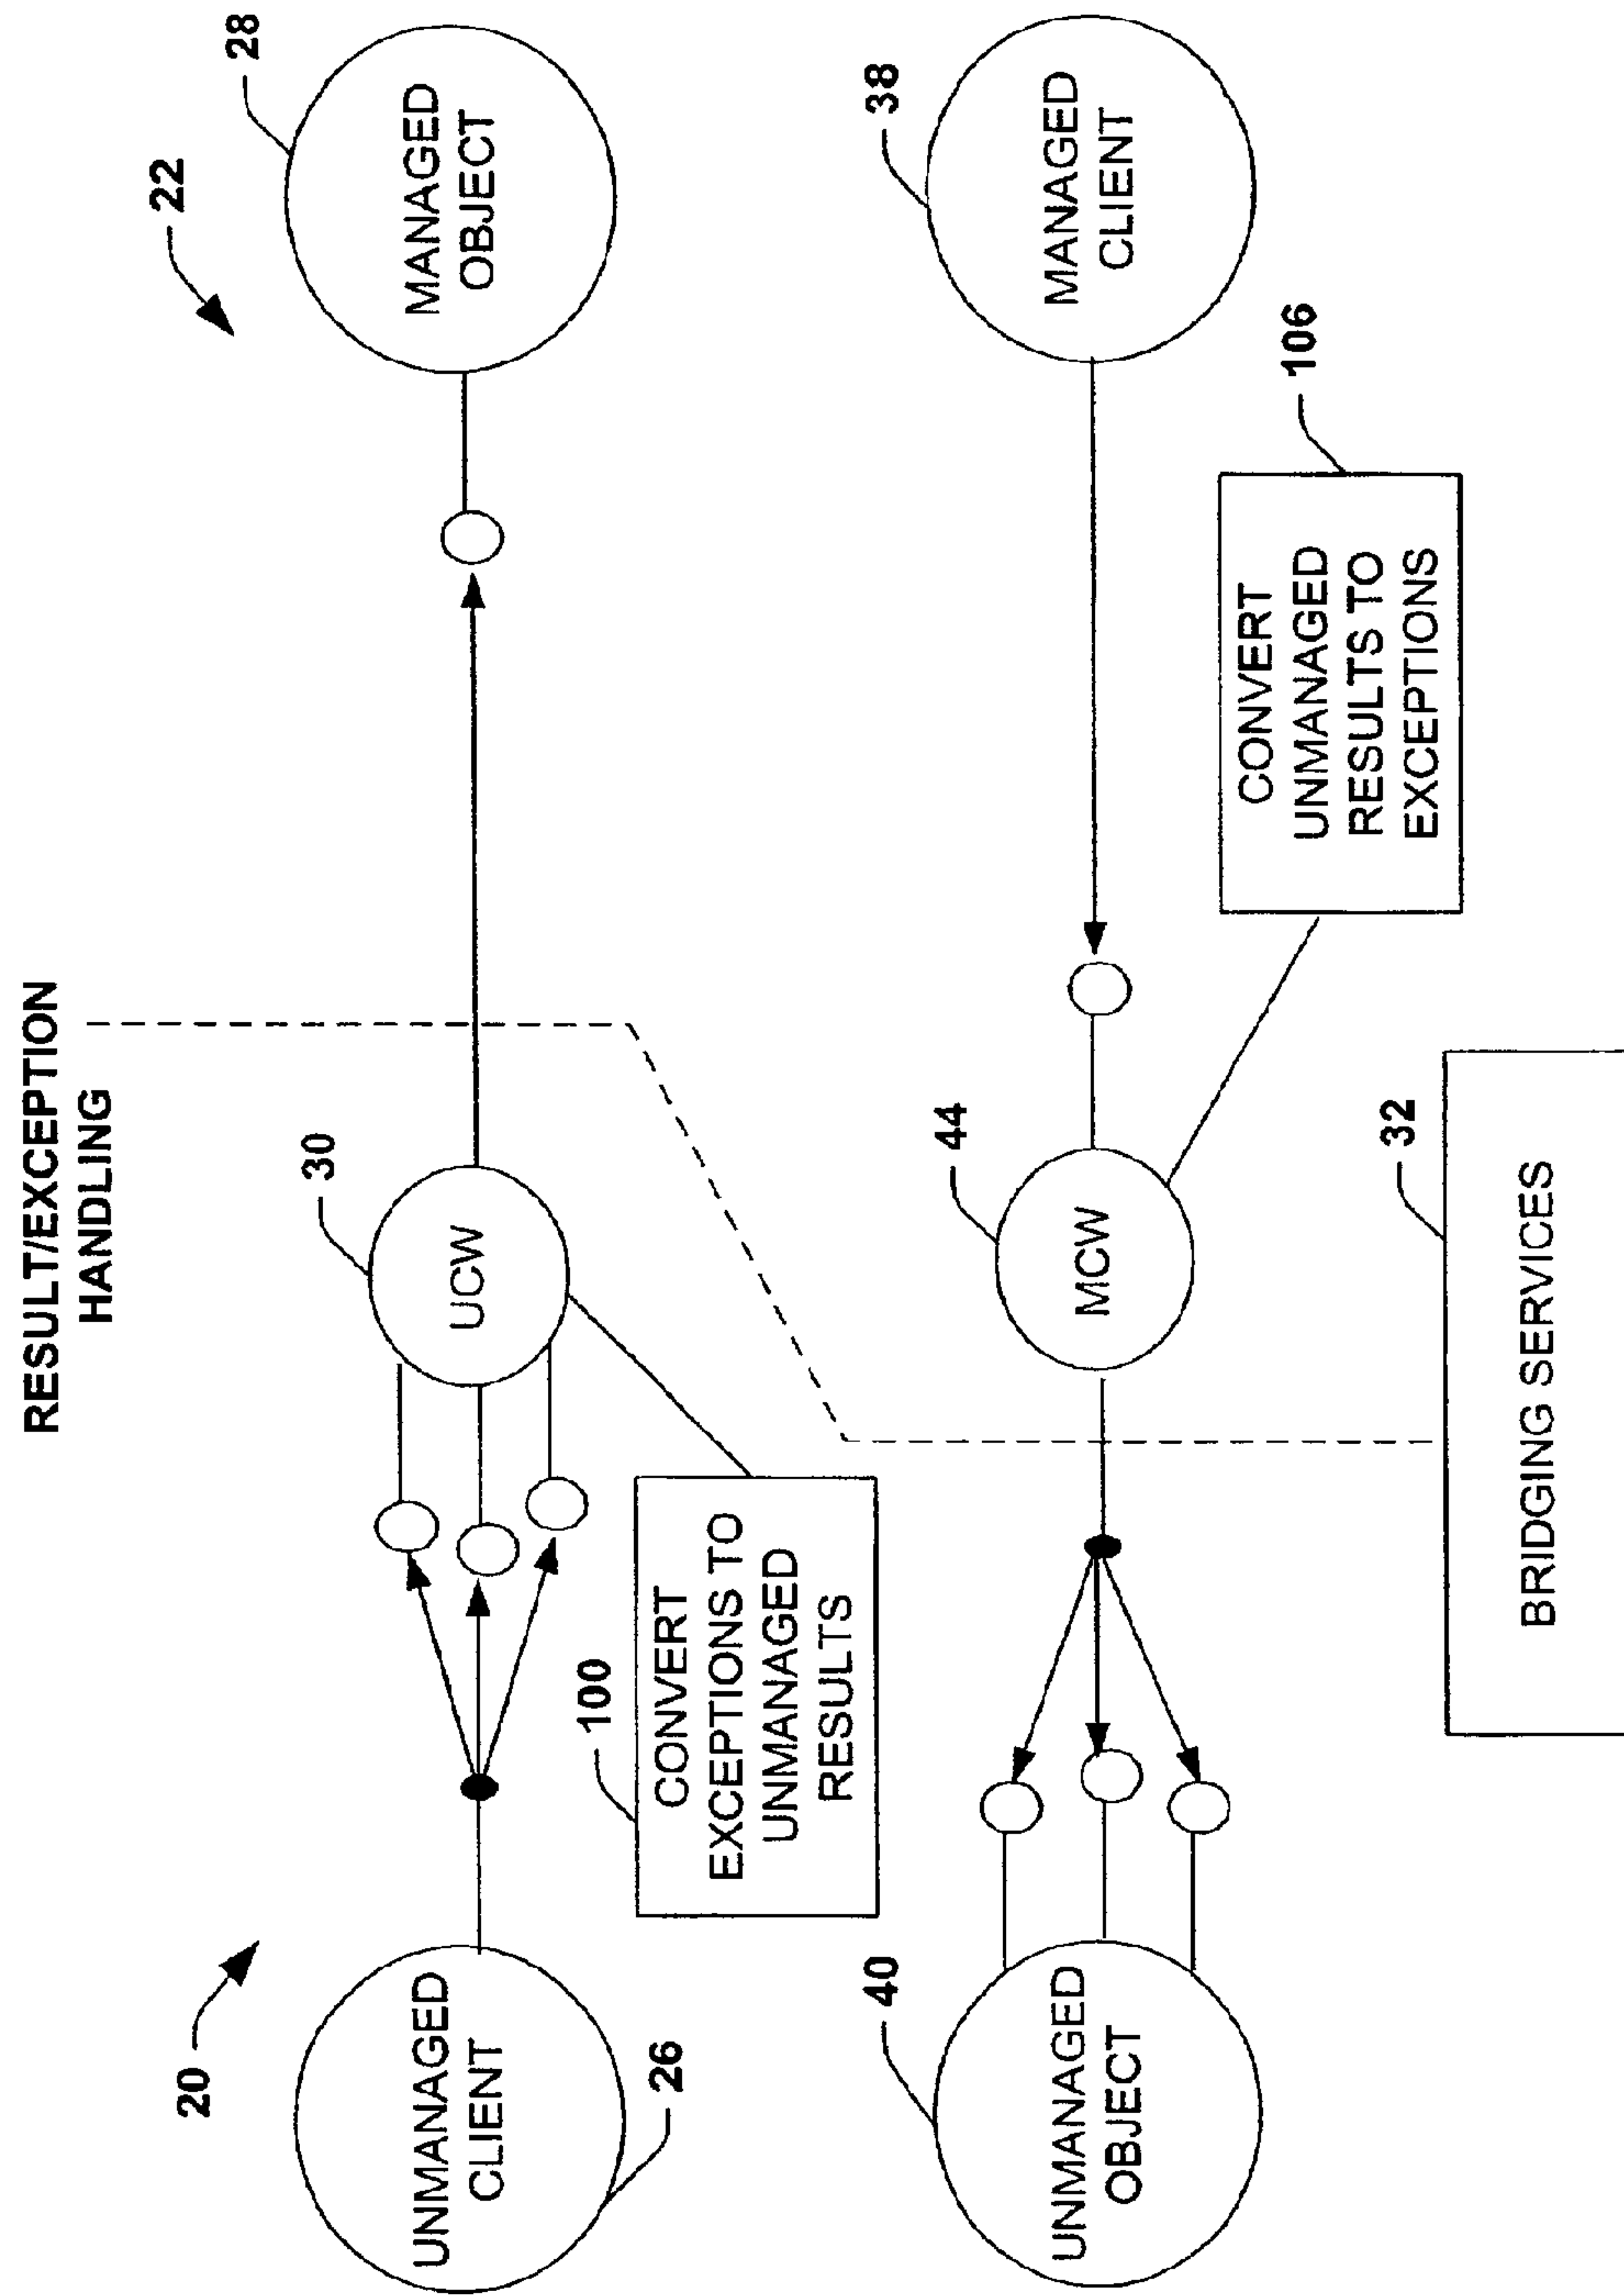 RESULT/EXCEPTION
HANDLING
20
22
28
UNMANAGED
CLIENT
26
30
UCW
MANAGED
OBJECT
100
CONVERT
EXCEPTIONS TO
UNMANAGED
RESULTS
40
UNMANAGED
OBJECT
44
MCW
38
MANAGED
CLIENT
106
CONVERT
UNMANAGED
RESULTS TO
EXCEPTIONS
32
BRIDGING SERVICES